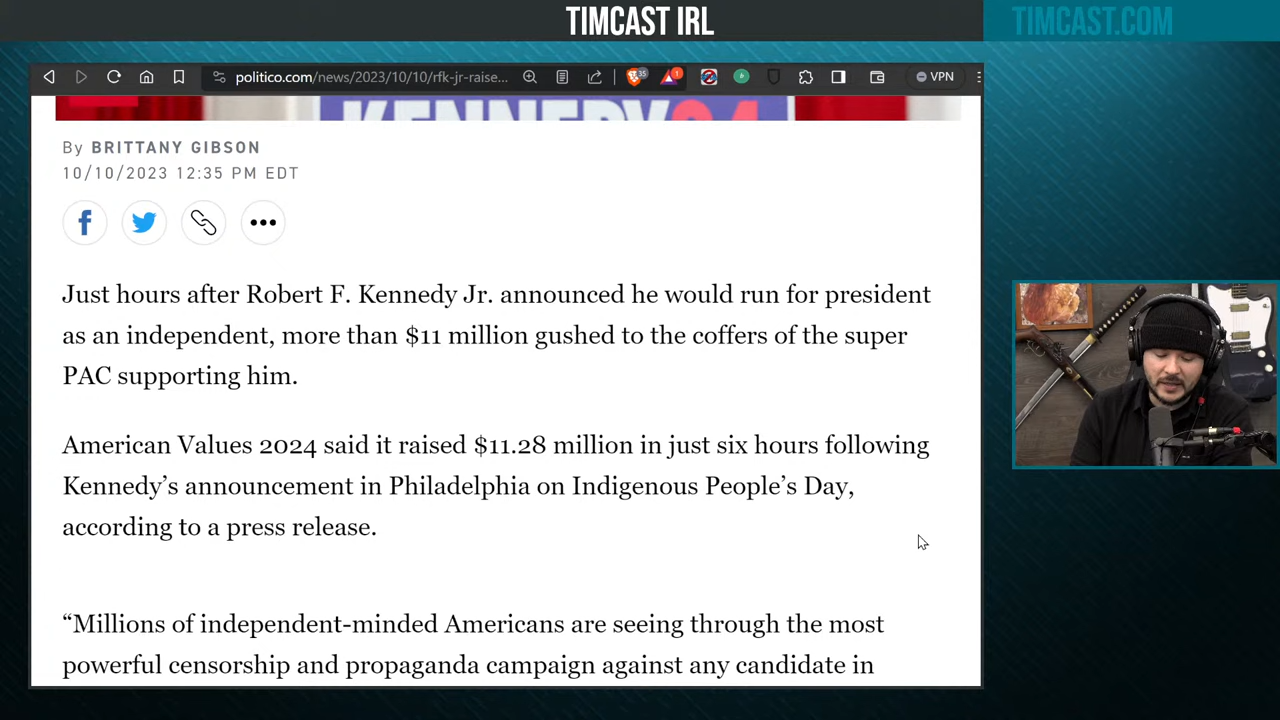 TIMCAST IRL
TIMCAST.COM
politico.com/news/2023/10/10/rfk-jr-raise...
35
1
VPN
KENNEDY24
By BRITTANY GIBSON
10/10/2023 12:35 PM EDT
Just hours after Robert F. Kennedy Jr. announced he would run for president
as an independent, more than $11 million gushed to the coffers of the super
PAC supporting him.
American Values 2024 said it raised $11.28 million in just six hours following
Kennedy’s announcement in Philadelphia on Indigenous People’s Day,
according to a press release.
“Millions of independent-minded Americans are seeing through the most
powerful censorship and propaganda campaign against any candidate in